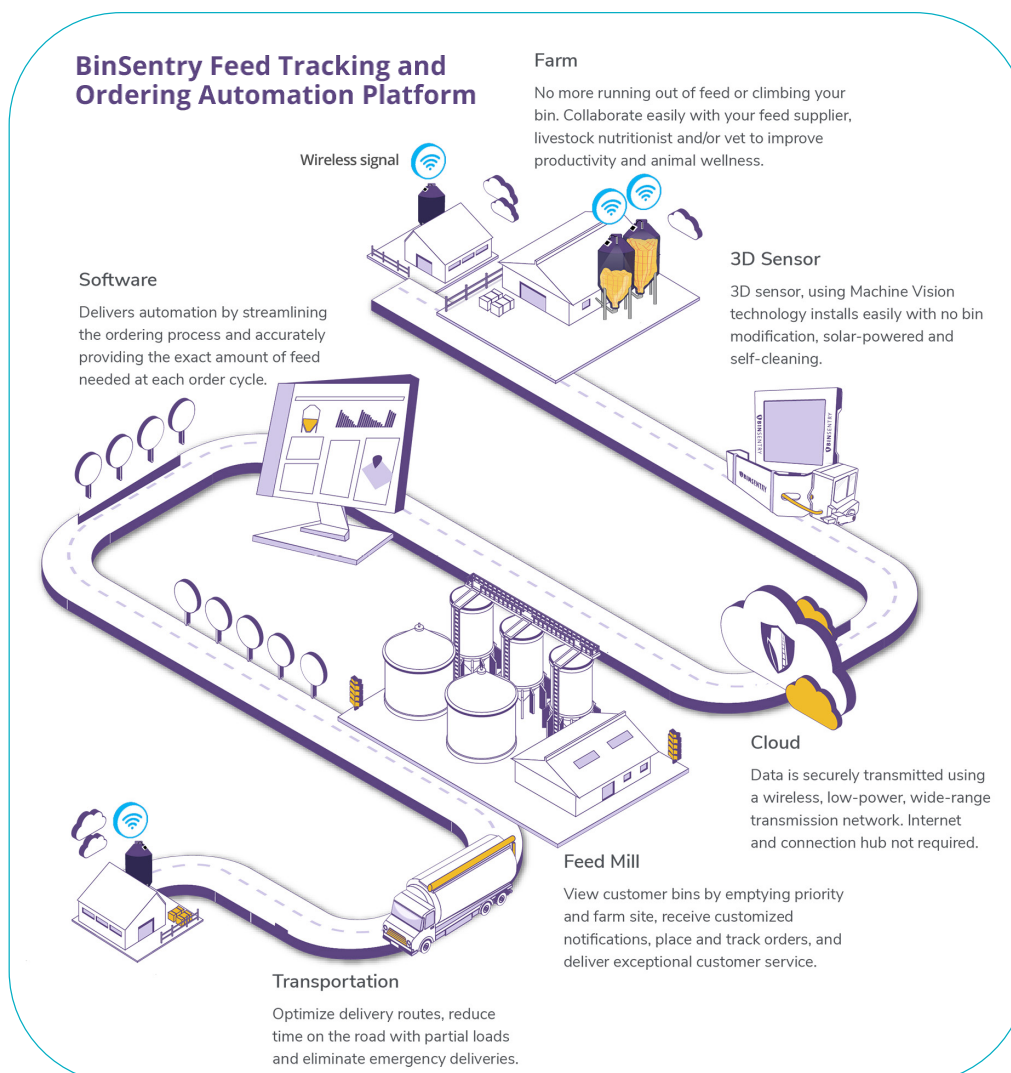 BinSentry Feed Tracking and
Ordering Automation Platform
Farm
No more running out of feed or climbing your
bin. Collaborate easily with your feed supplier,
livestock nutritionist and/or vet to improve
productivity and animal wellness.
Wireless signal
3D Sensor
3D sensor, using Machine Vision
technology installs easily with no bin
modification, solar-powered and
self-cleaning.
Software
Delivers automation by streamlining
the ordering process and accurately
providing the exact amount of feed
needed at each order cycle.
BINSENTRY
BINSENTRY
BINSENTRY
Cloud
Data is securely transmitted using
a wireless, low-power, wide-range
transmission network. Internet
and connection hub not required.
Feed Mill
View customer bins by emptying priority
and farm site, receive customized
notifications, place and track orders, and
deliver exceptional customer service.
Transportation
Optimize delivery routes, reduce
time on the road with partial loads
and eliminate emergency deliveries.